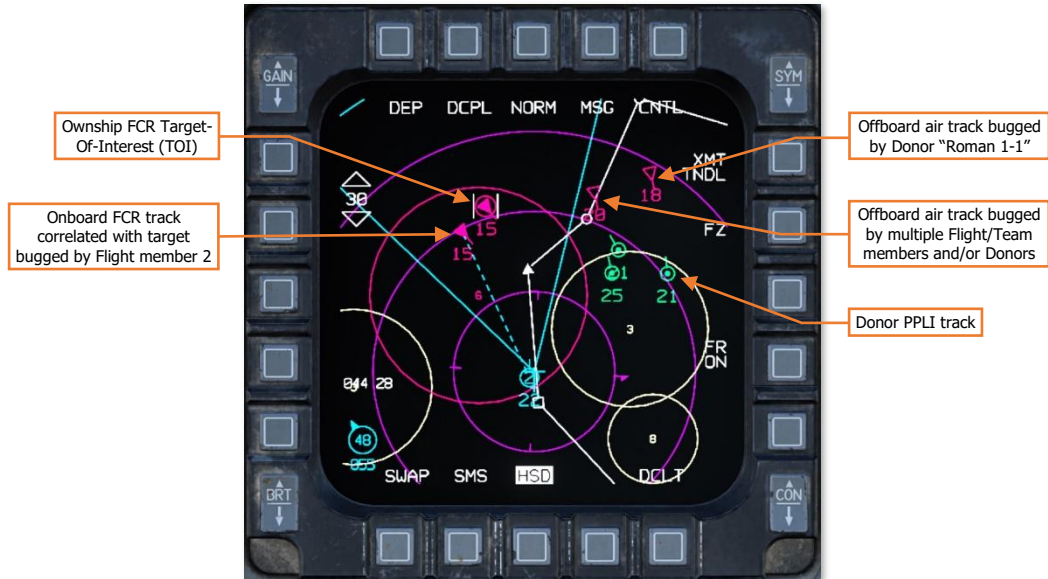 GAIN
SYM
DEP DCPL NORM MSG CNTL
Ownship FCR Target-
Of-Interest (TOI)
Onboard FCR track
correlated with target
bugged by Flight member 2
30
XMT
TNDL
18
20
FZ
15
15
6
1
25
21
3
FR
ON
28
22
8
48
SWAP SMS HSD DCLT
BRT
CON
Offboard air track bugged
by Donor “Roman 1-1”
Offboard air track bugged
by multiple Flight/Team
members and/or Donors
Donor PPLI track